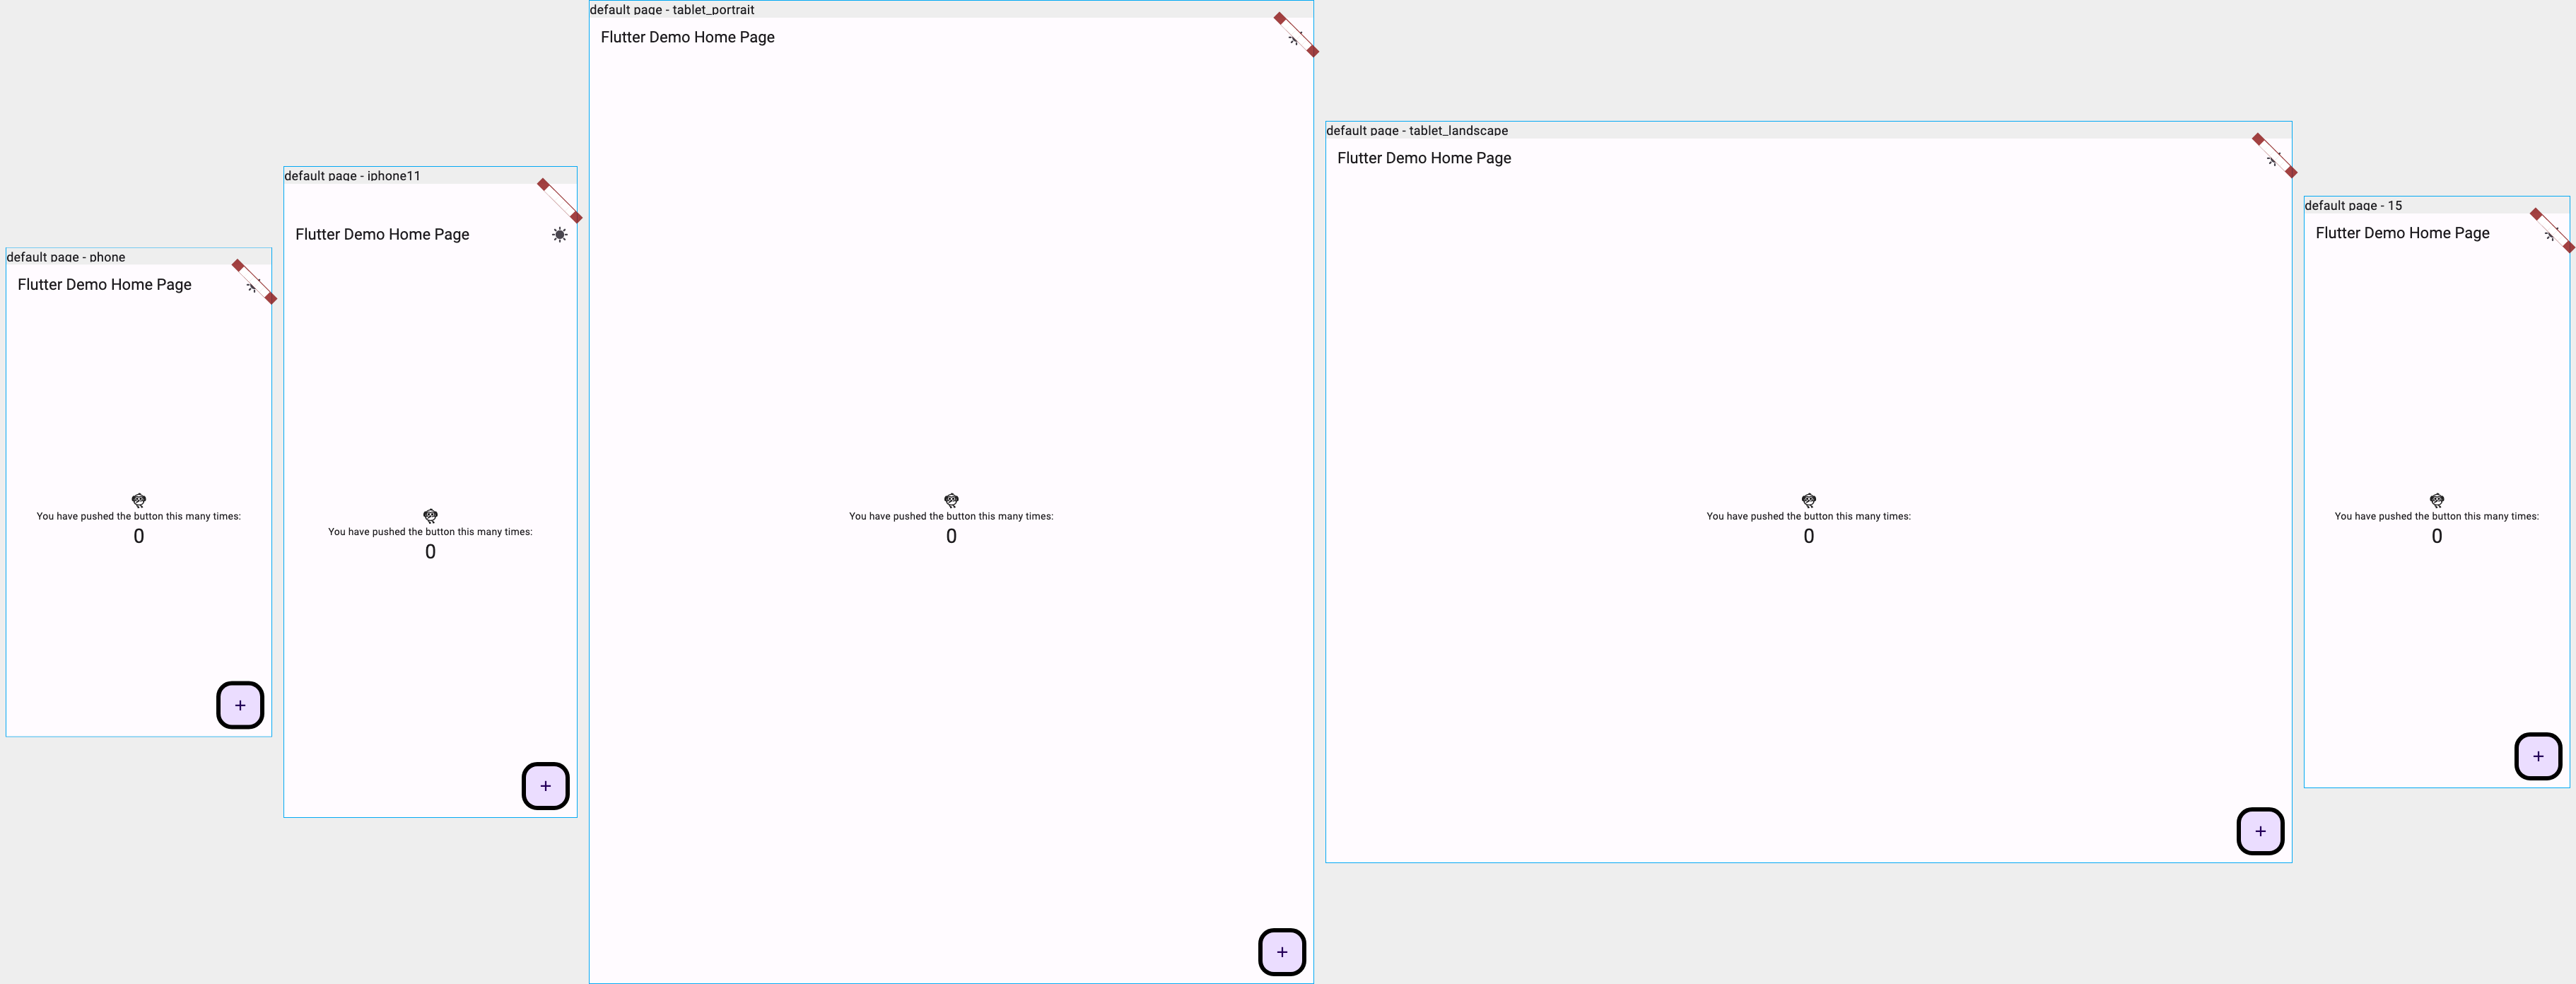 default page - phone
Flutter Demo Home Page
You have pushed the button this many times:
0
+
default page - iphone11
Flutter Demo Home Page
You have pushed the button this many times:
0
+
default page - tablet_portrait
Flutter Demo Home Page
You have pushed the button this many times:
0
+
default page - tablet_landscape
Flutter Demo Home Page
You have pushed the button this many times:
0
+
default page - 15
Flutter Demo Home Page
You have pushed the button this many times:
0
+